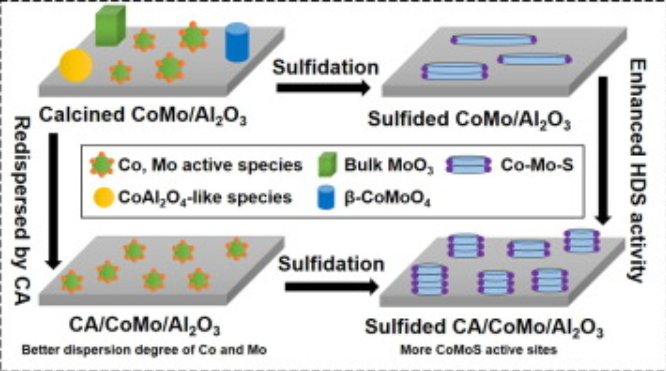 Sulfidation
Calcined CoMo/Al₂O₃
Sulfided CoMo/Al₂O₃
Redispersed by CA
Enhanced HDS activity
Co, Mo active species
Bulk MoO₃
Co-Mo-S
CoAl₂O₄-like species
β-CoMoO₄
Sulfidation
CA/CoMo/Al₂O₃
Sulfided CA/CoMo/Al₂O₃
Better dispersion degree of Co and Mo
More CoMoS active sites